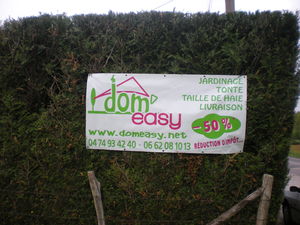 dom
easy
www.domeasy.net
04 74 93 42 40 - 06 62 08 10 13
JARDINAGE
TONTE
TAILLE DE HAIE
LIVRAISON
- 50 %
RÉDUCTION D'IMPÔT...